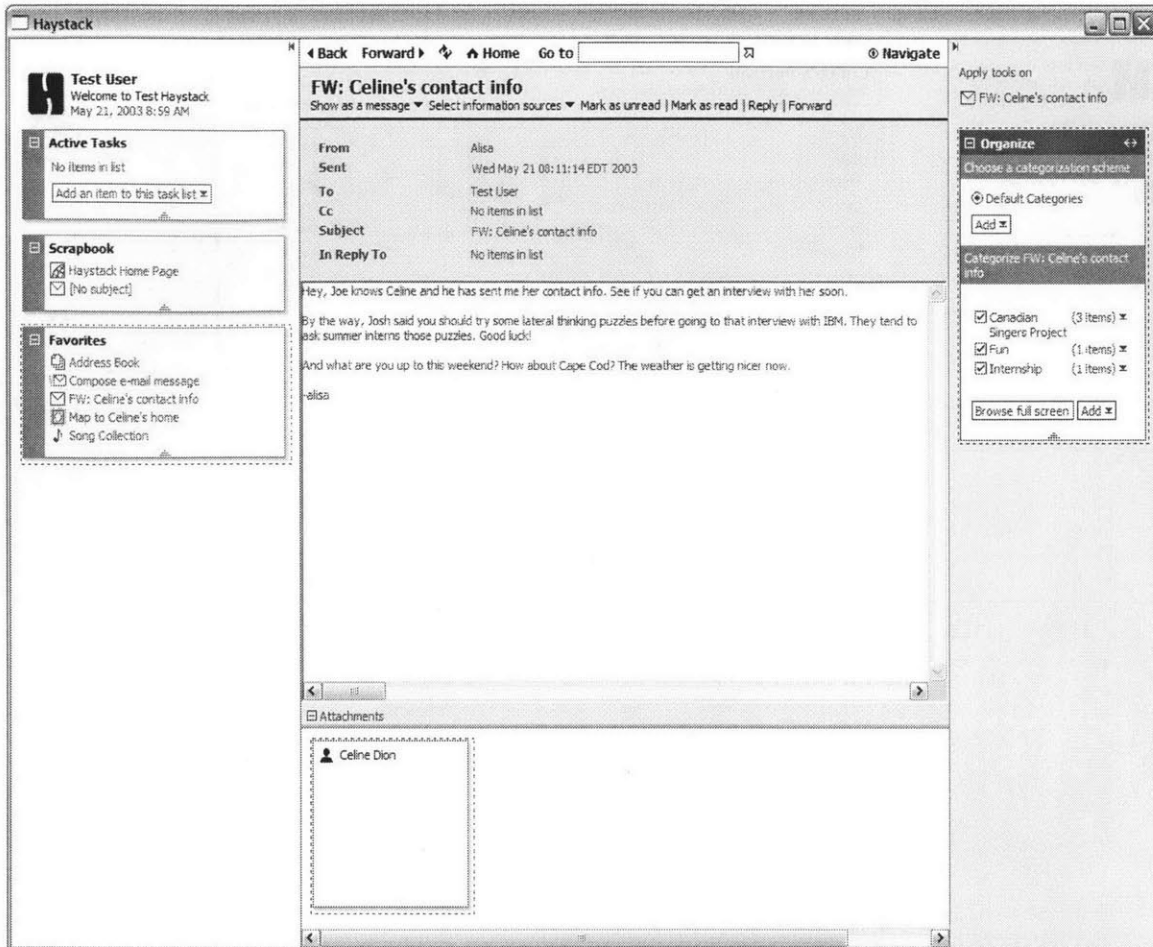 Haystack
Test User
Welcome to Test Haystack
May 21, 2003 8:59 AM
Active Tasks
No items in list
Add an item to this task list
Scrapbook
Haystack Home Page
[No subject]
Favorites
Address Book
Compose e-mail message
FW: Celine's contact info
Map to Celine's home
Song Collection
Back Forward Home Go to Navigate
FW: Celine's contact info
Show as a message Select information sources Mark as unread | Mark as read | Reply | Forward
From Alisa
Sent Wed May 21 08:11:14 EDT 2003
To Test User
Cc No items in list
Subject FW: Celine's contact info
In Reply To No items in list
Hey, Joe knows Celine and he has sent me her contact info. See if you can get an interview with her soon.
By the way, Josh said you should try some lateral thinking puzzles before going to that interview with IBM. They tend to
ask summer interns those puzzles. Good luck!
And what are you up to this weekend? How about Cape Cod? The weather is getting nicer now.
-alisa
Attachments
Celine Dion
Apply tools on
FW: Celine's contact info
Organize
Choose a categorization scheme
Default Categories
Add
Categorize FW: Celine's contact
info
Canadian (3 items)
Singers Project
Fun (1 items)
Internship (1 items)
Browse full screen Add